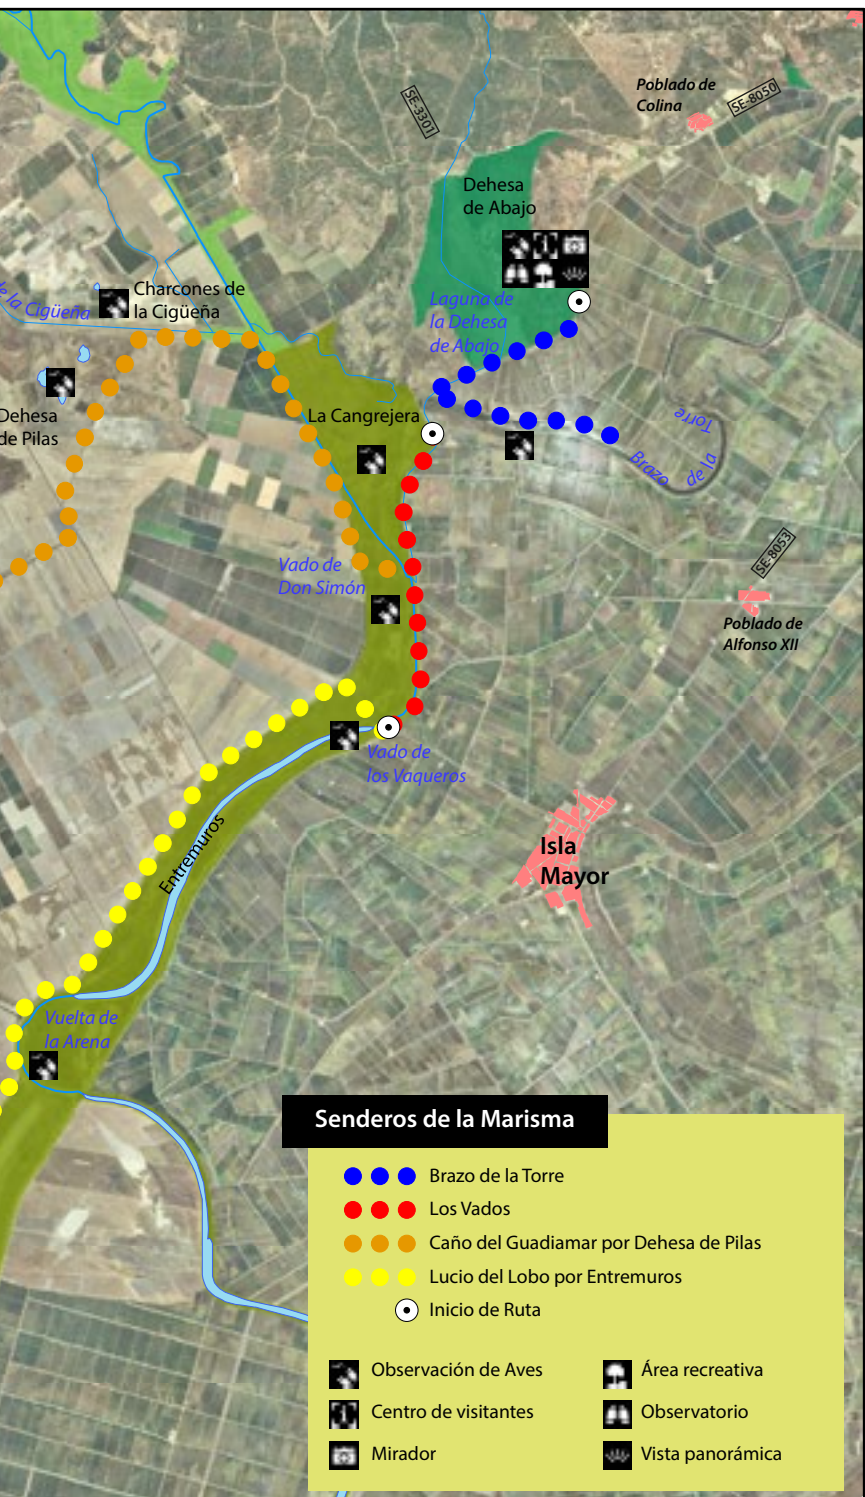 Poblado de
Colina
SE-8050
SE-3301
Dehesa
de Abajo
Charcones de
la Cigüeña
de la Cigüeña
Laguna de
la Dehesa
de Abajo
Dehesa
de Pilas
La Cangrejera
Brazo de la Torre
Vado de
Don Simón
SE-8053
Poblado de
Alfonso XII
Vado de
los Vaqueros
Entremuros
Isla
Mayor
Vuelta de
la Arena
Senderos de la Marisma
Brazo de la Torre
Los Vados
Caño del Guadiamar por Dehesa de Pilas
Lucio del Lobo por Entremuros
Inicio de Ruta
Observación de Aves
Centro de visitantes
Mirador
Área recreativa
Observatorio
Vista panorámica